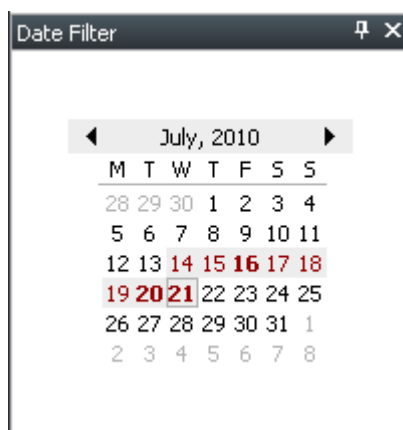 Date Filter
July, 2010
M T W T F S S
28 29 30 1 2 3 4
5 6 7 8 9 10 11
12 13 14 15 16 17 18
19 20 21 22 23 24 25
26 27 28 29 30 31 1
2 3 4 5 6 7 8